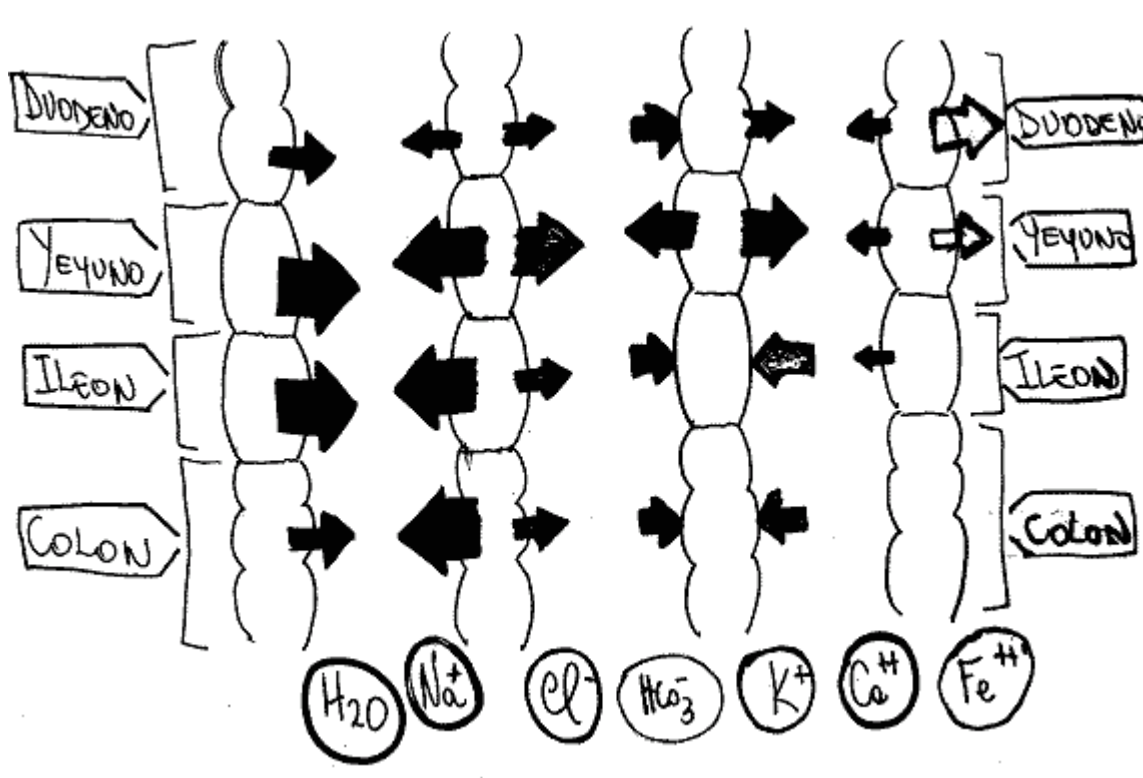 DUODENO
DUODENO
YEYUNO
YEYUNO
ILEON
ILEON
COLON
COLON
H2O
Na+
Cl-
HCO3-
K+
Ca++
Fe++